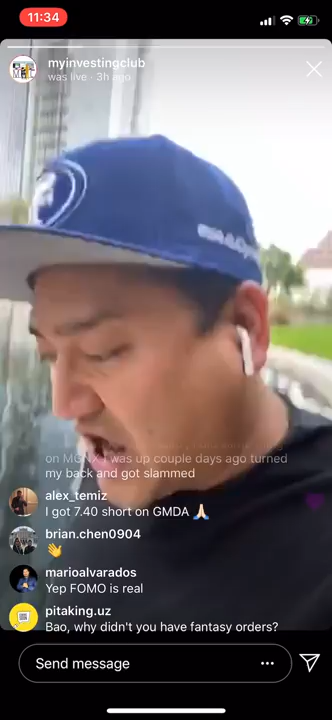 11:34
myinvestingclub
was live · 3h ago
on MGNX I was up couple days ago turned
my back and got slammed
alex_temiz
I got 7.40 short on GMDA 🙏🏻
brian.chen0904
👋
marioalvarados
Yep FOMO is real
pitaking.uz
Bao, why didn't you have fantasy orders?
Send message